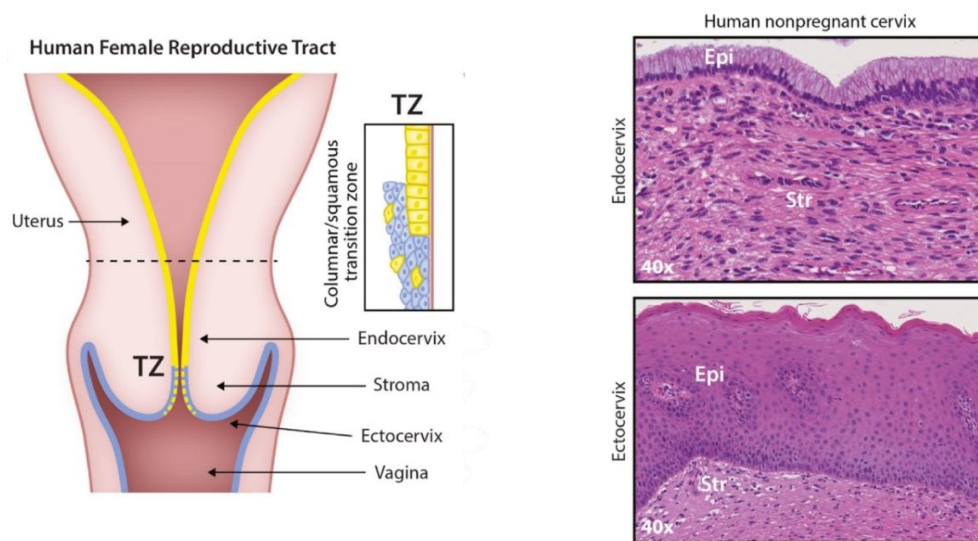 Human Female Reproductive Tract
TZ
Columnar/squamous
transition zone
Uterus
Endocervix
TZ
Stroma
Ectocervix
Vagina
Human nonpregnant cervix
Endocervix
Epi
Str
40x
Ectocervix
Epi
Str
40x